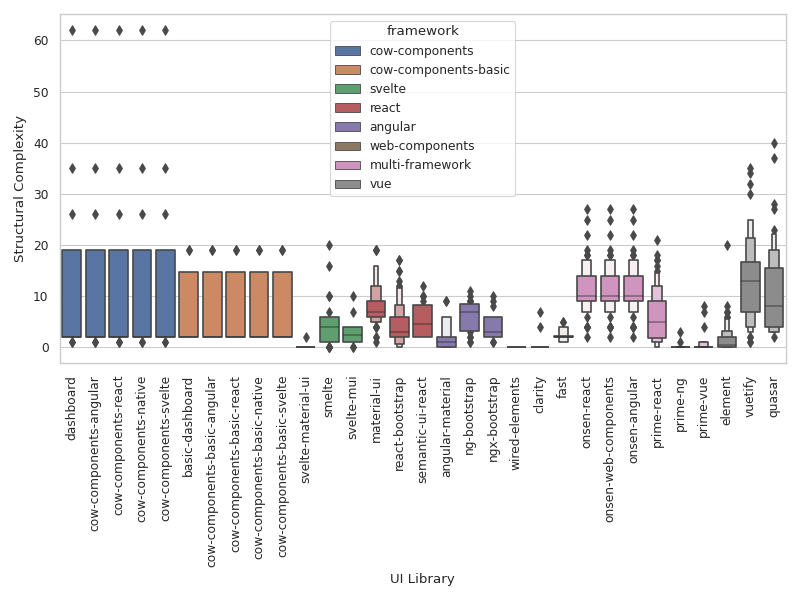 framework
cow-components
cow-components-basic
svelte
react
angular
web-components
multi-framework
vue
Structural Complexity
60
50
40
30
20
10
0
dashboard
cow-components-angular
cow-components-react
cow-components-native
cow-components-svelte
basic-dashboard
cow-components-basic-angular
cow-components-basic-react
cow-components-basic-native
cow-components-basic-svelte
svelte-material-ui
smelte
svelte-mui
material-ui
react-bootstrap
semantic-ui-react
angular-material
ng-bootstrap
ngx-bootstrap
wired-elements
clarity
fast
onsen-react
onsen-web-components
onsen-angular
prime-react
prime-ng
prime-vue
element
vuetify
quasar
UI Library